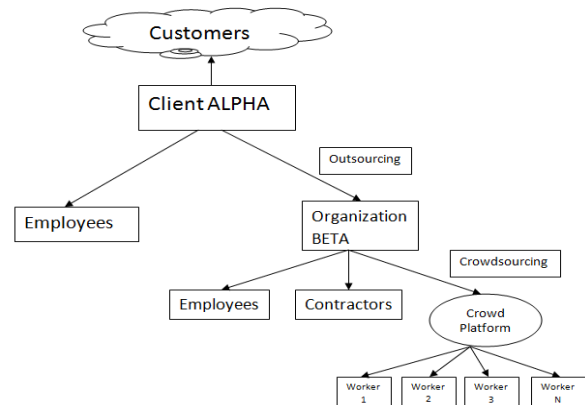 Customers
Client ALPHA
Outsourcing
Employees
Organization
BETA
Crowdsourcing
Employees
Contractors
Crowd
Platform
Worker
1
Worker
2
Worker
3
Worker
N